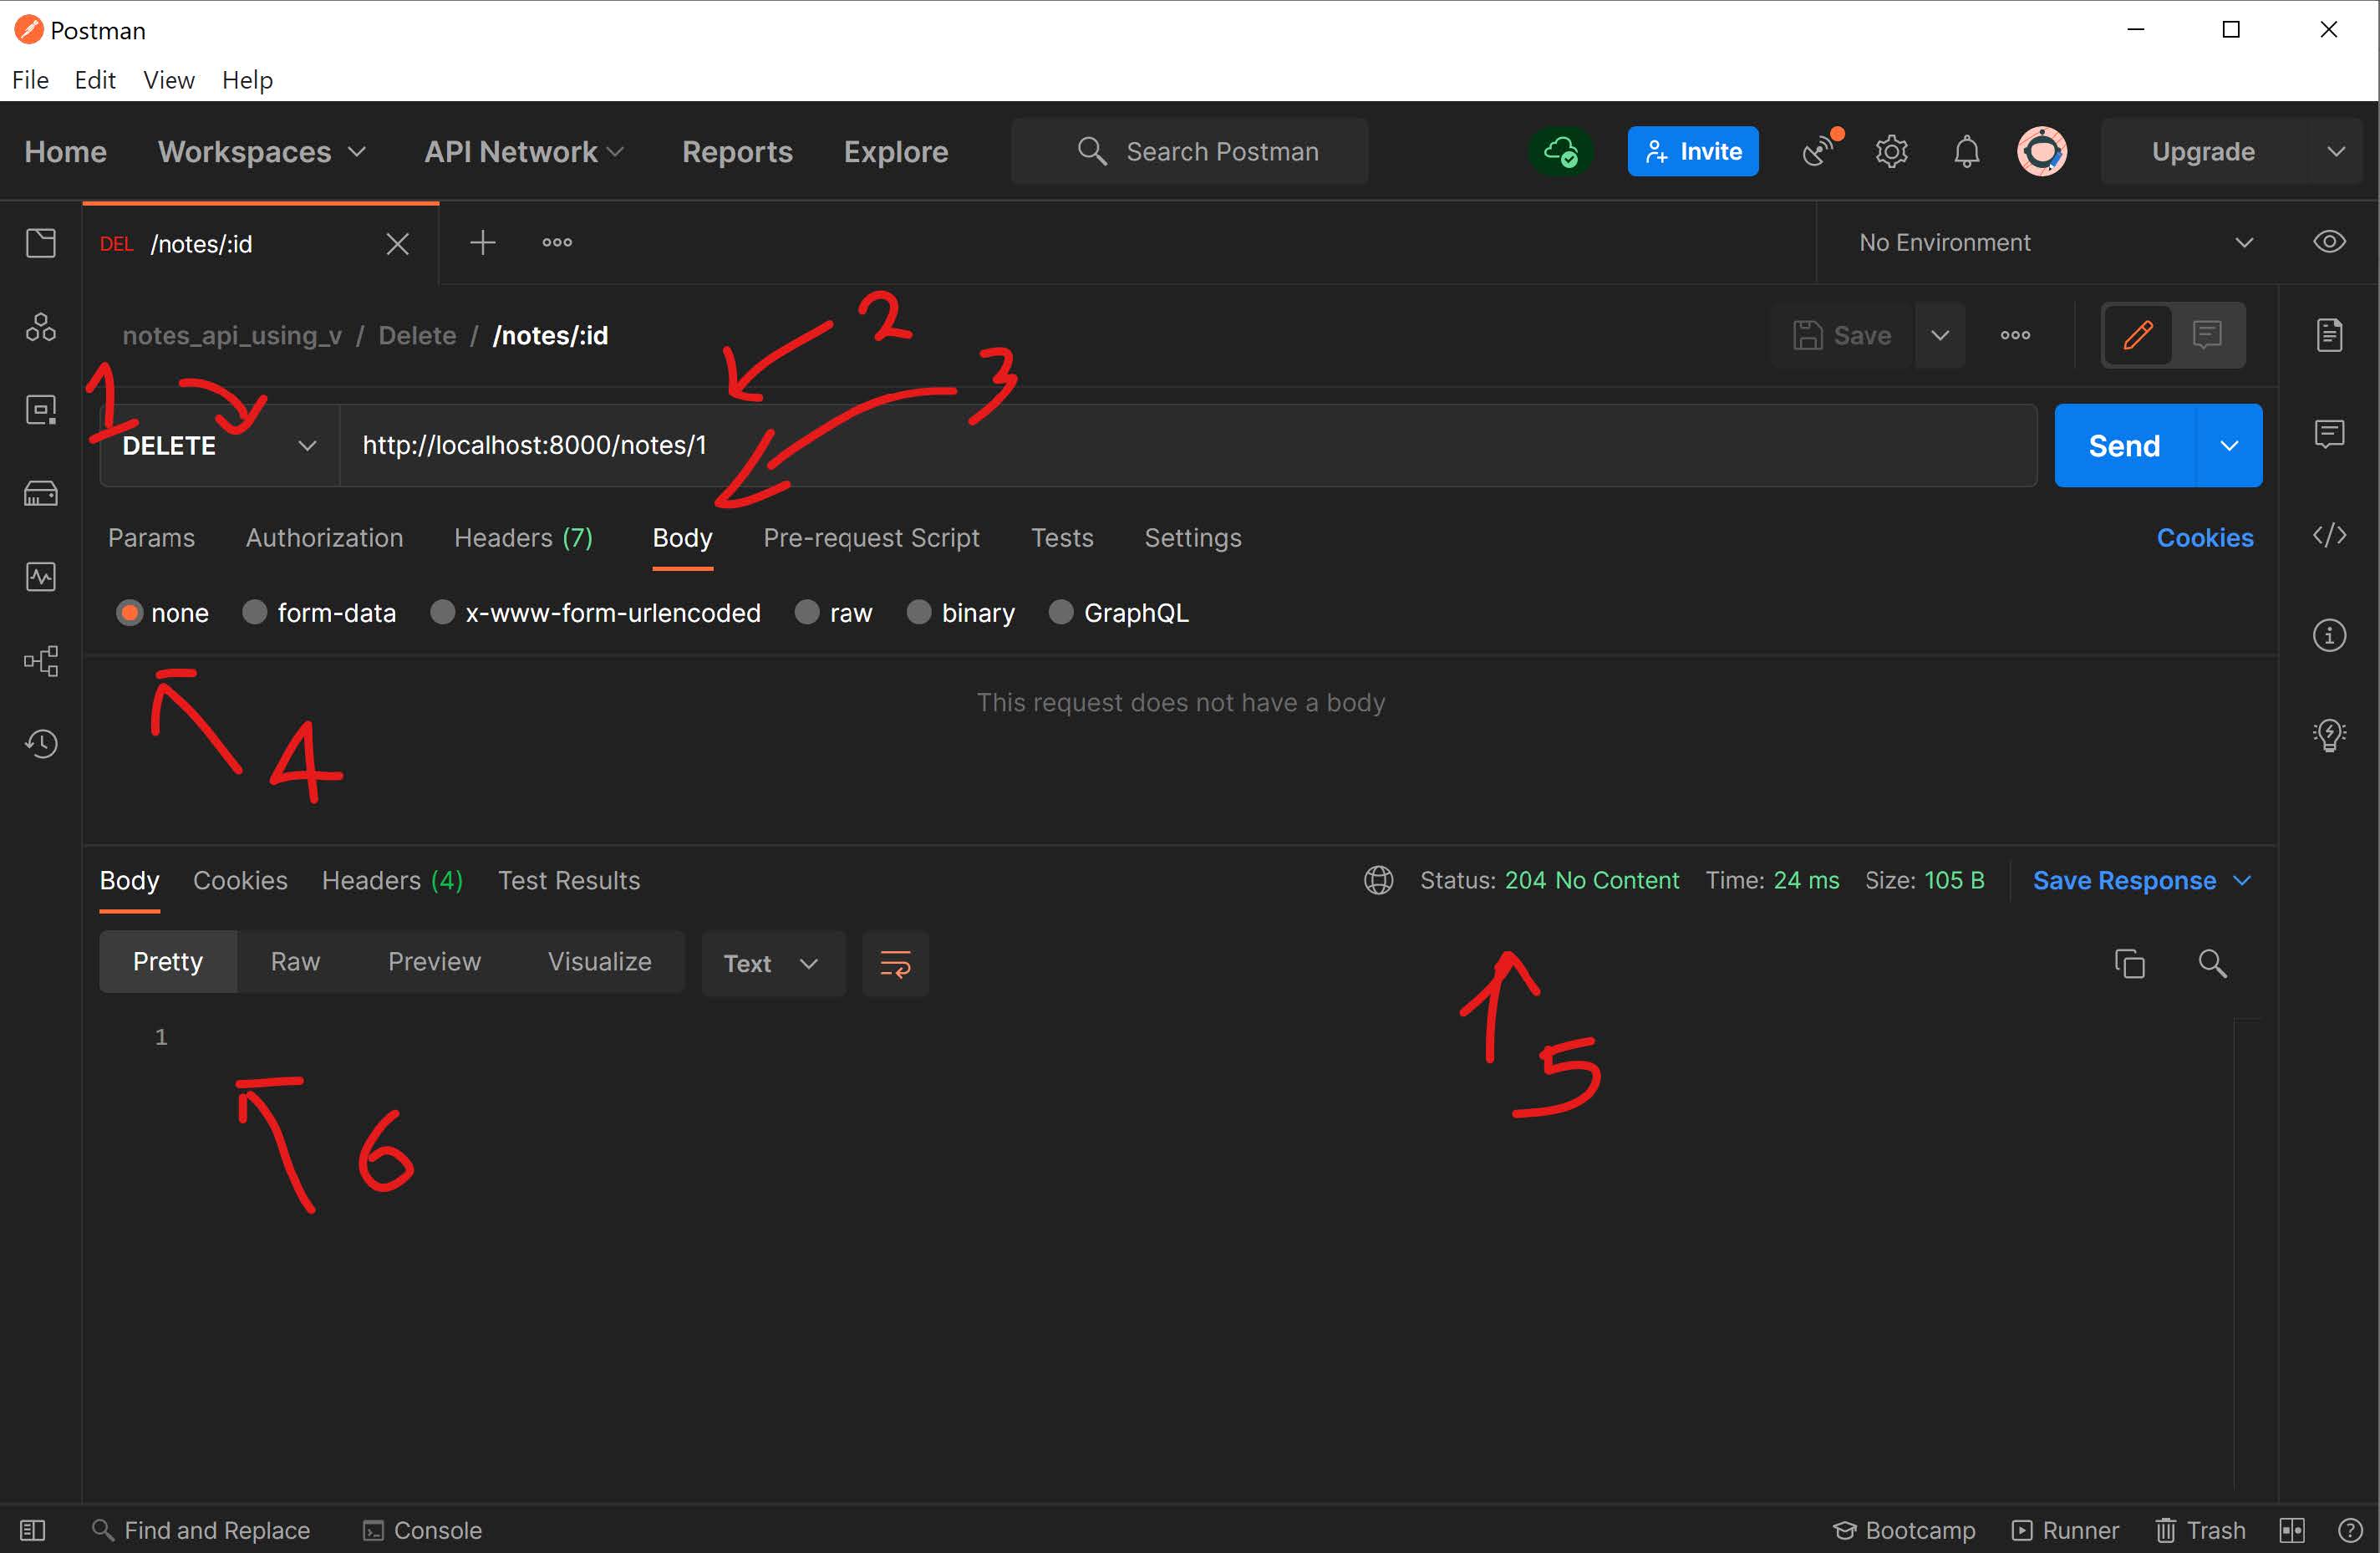 Postman
File Edit View Help
Home Workspaces API Network Reports Explore Search Postman Invite Upgrade
DEL /notes/:id No Environment
notes_api_using_v / Delete / /notes/:id Save
2
3
1
DELETE http://localhost:8000/notes/1 Send
Params Authorization Headers (7) Body Pre-request Script Tests Settings Cookies
none form-data x-www-form-urlencoded raw binary GraphQL
This request does not have a body
4
Body Cookies Headers (4) Test Results Status: 204 No Content Time: 24 ms Size: 105 B Save Response
Pretty Raw Preview Visualize Text
1
5
6
Find and Replace Console Bootcamp Runner Trash